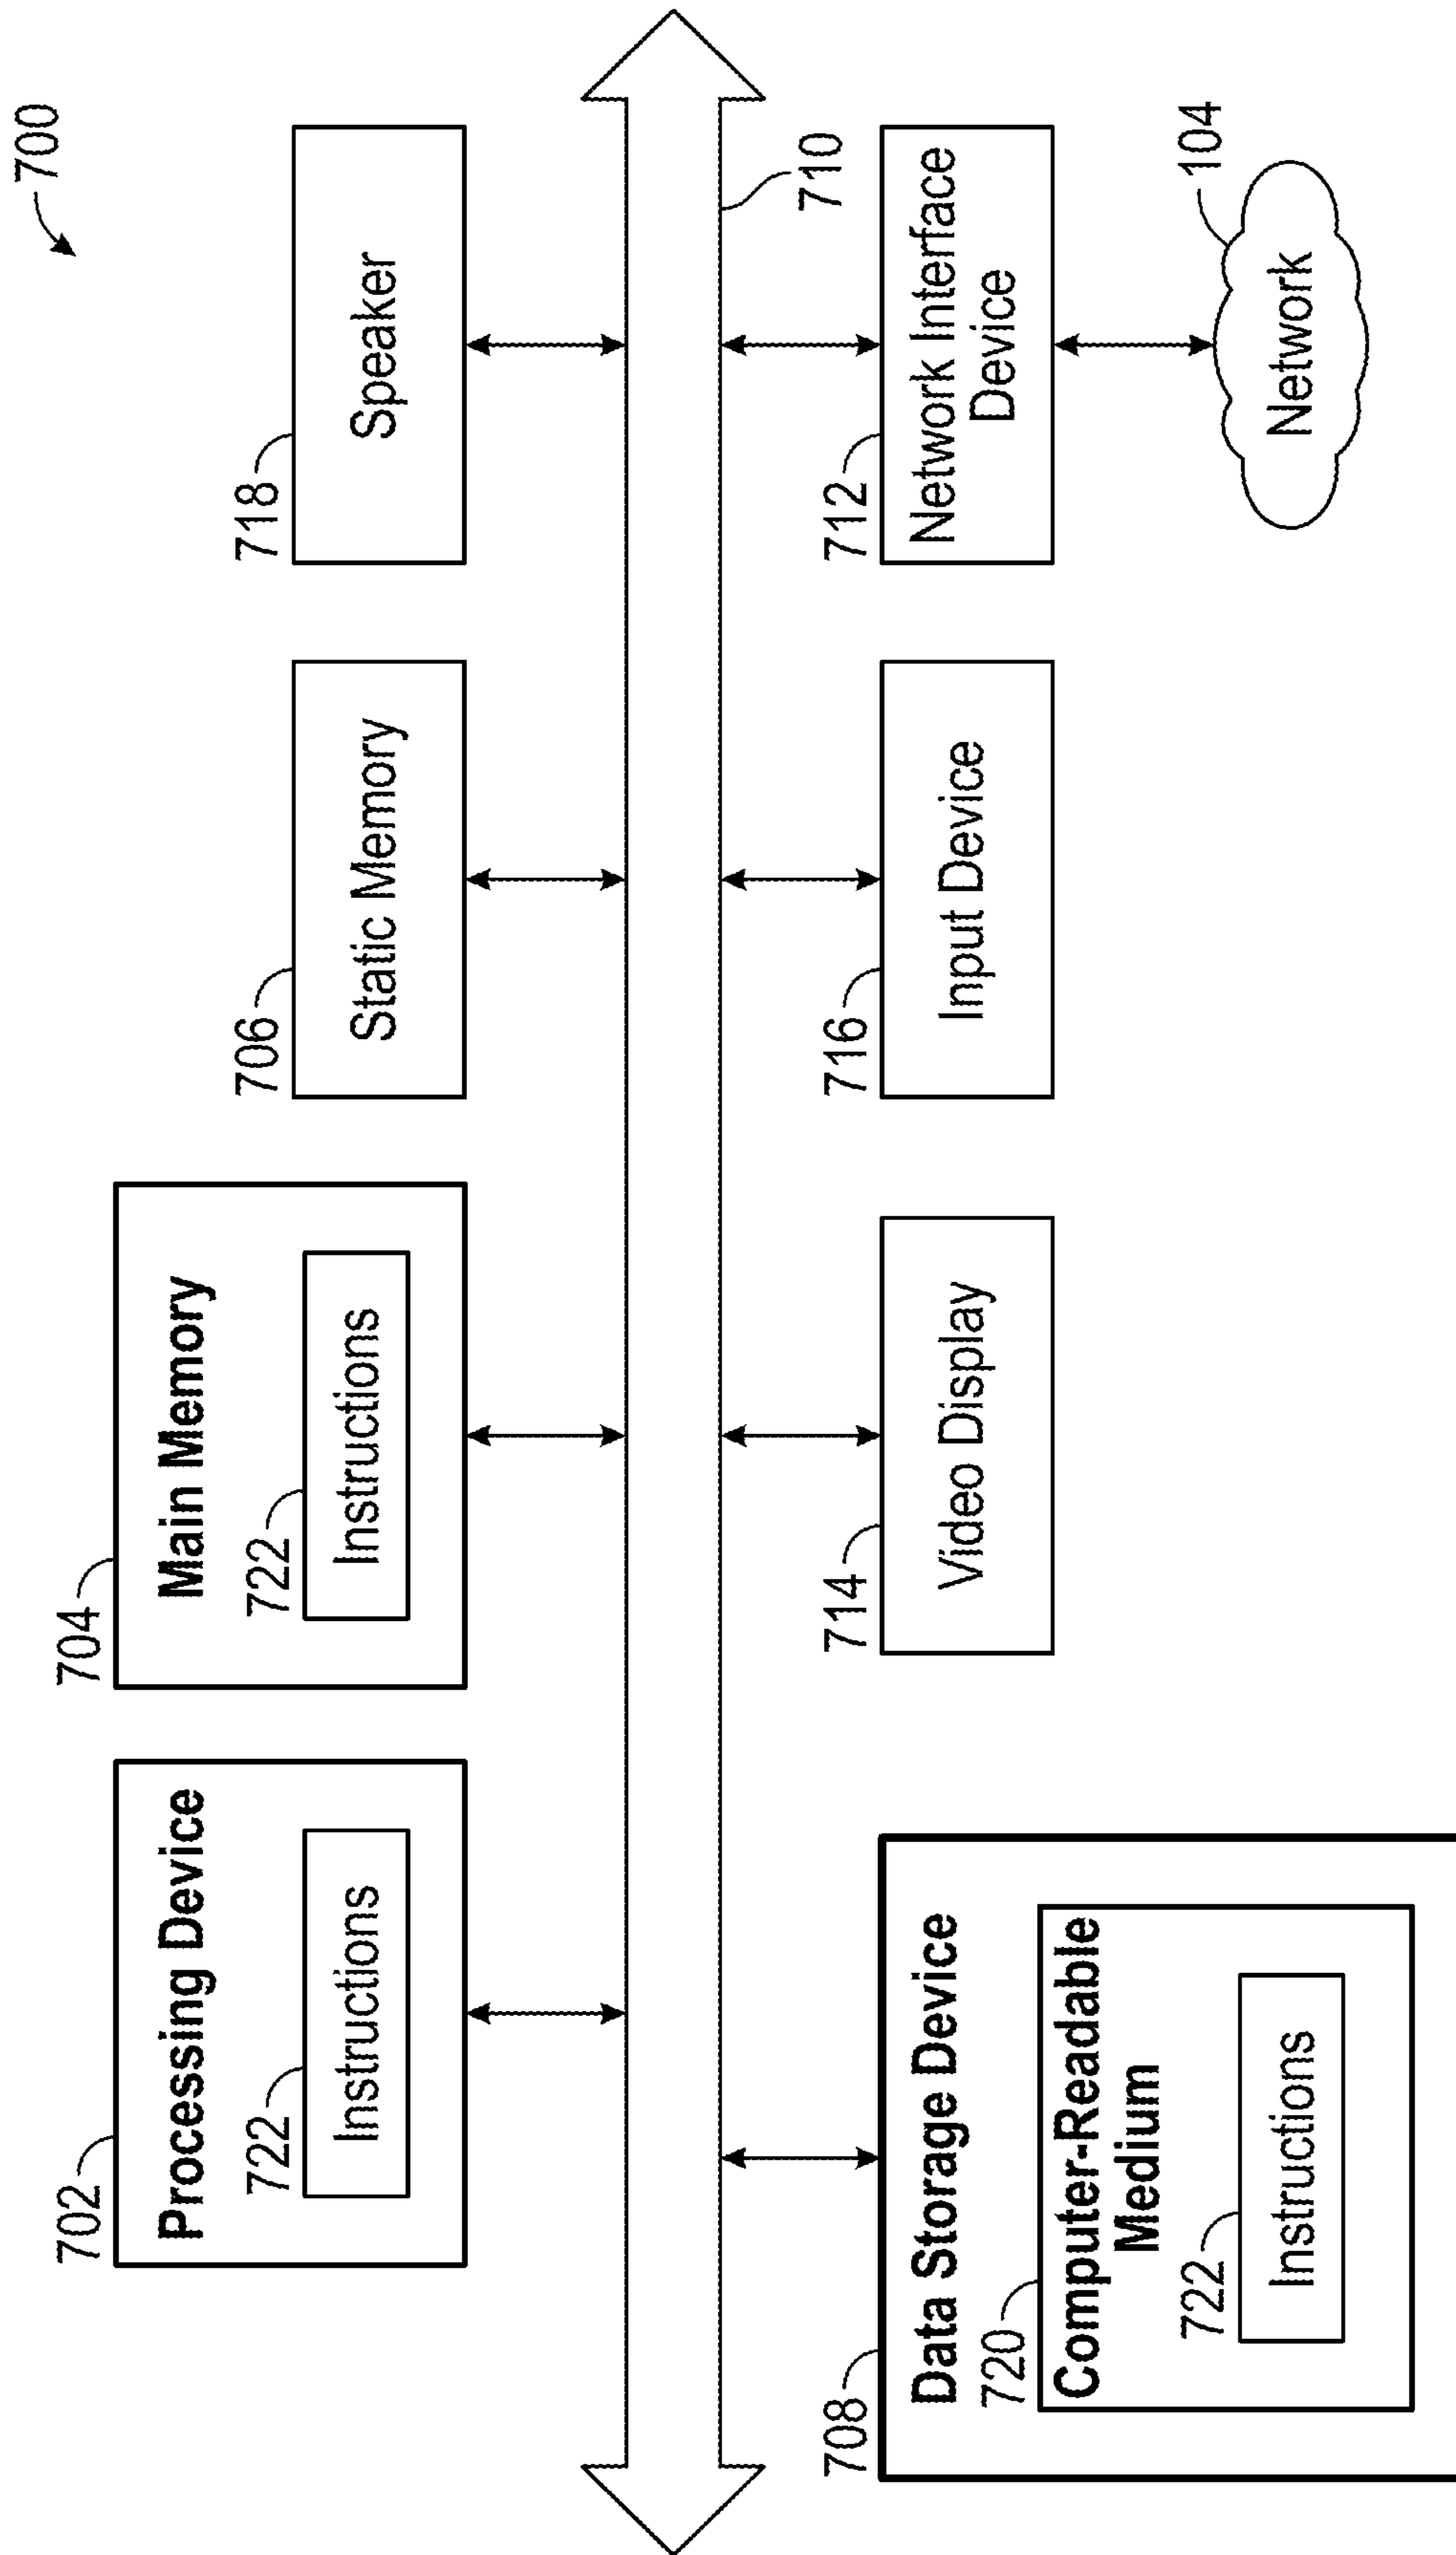 700
702
Processing Device
722
Instructions
704
Main Memory
722
Instructions
706
Static Memory
718
Speaker
710
708
Data Storage Device
720
Computer-Readable
Medium
722
Instructions
714
Video Display
716
Input Device
712
Network Interface
Device
104
Network